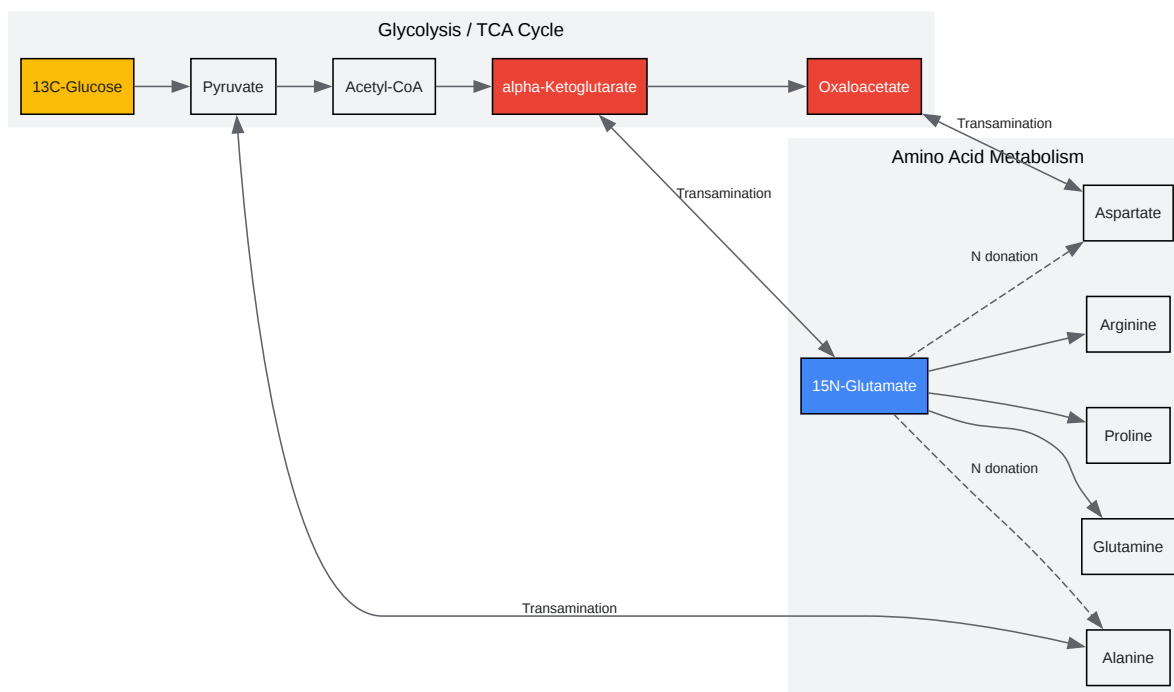 Glycolysis / TCA Cycle
13C-Glucose
Pyruvate
Acetyl-CoA
alpha-Ketoglutarate
Oxaloacetate
Transamination
Amino Acid Metabolism
Transamination
Aspartate
N donation
Arginine
15N-Glutamate
Proline
N donation
Glutamine
Transamination
Alanine